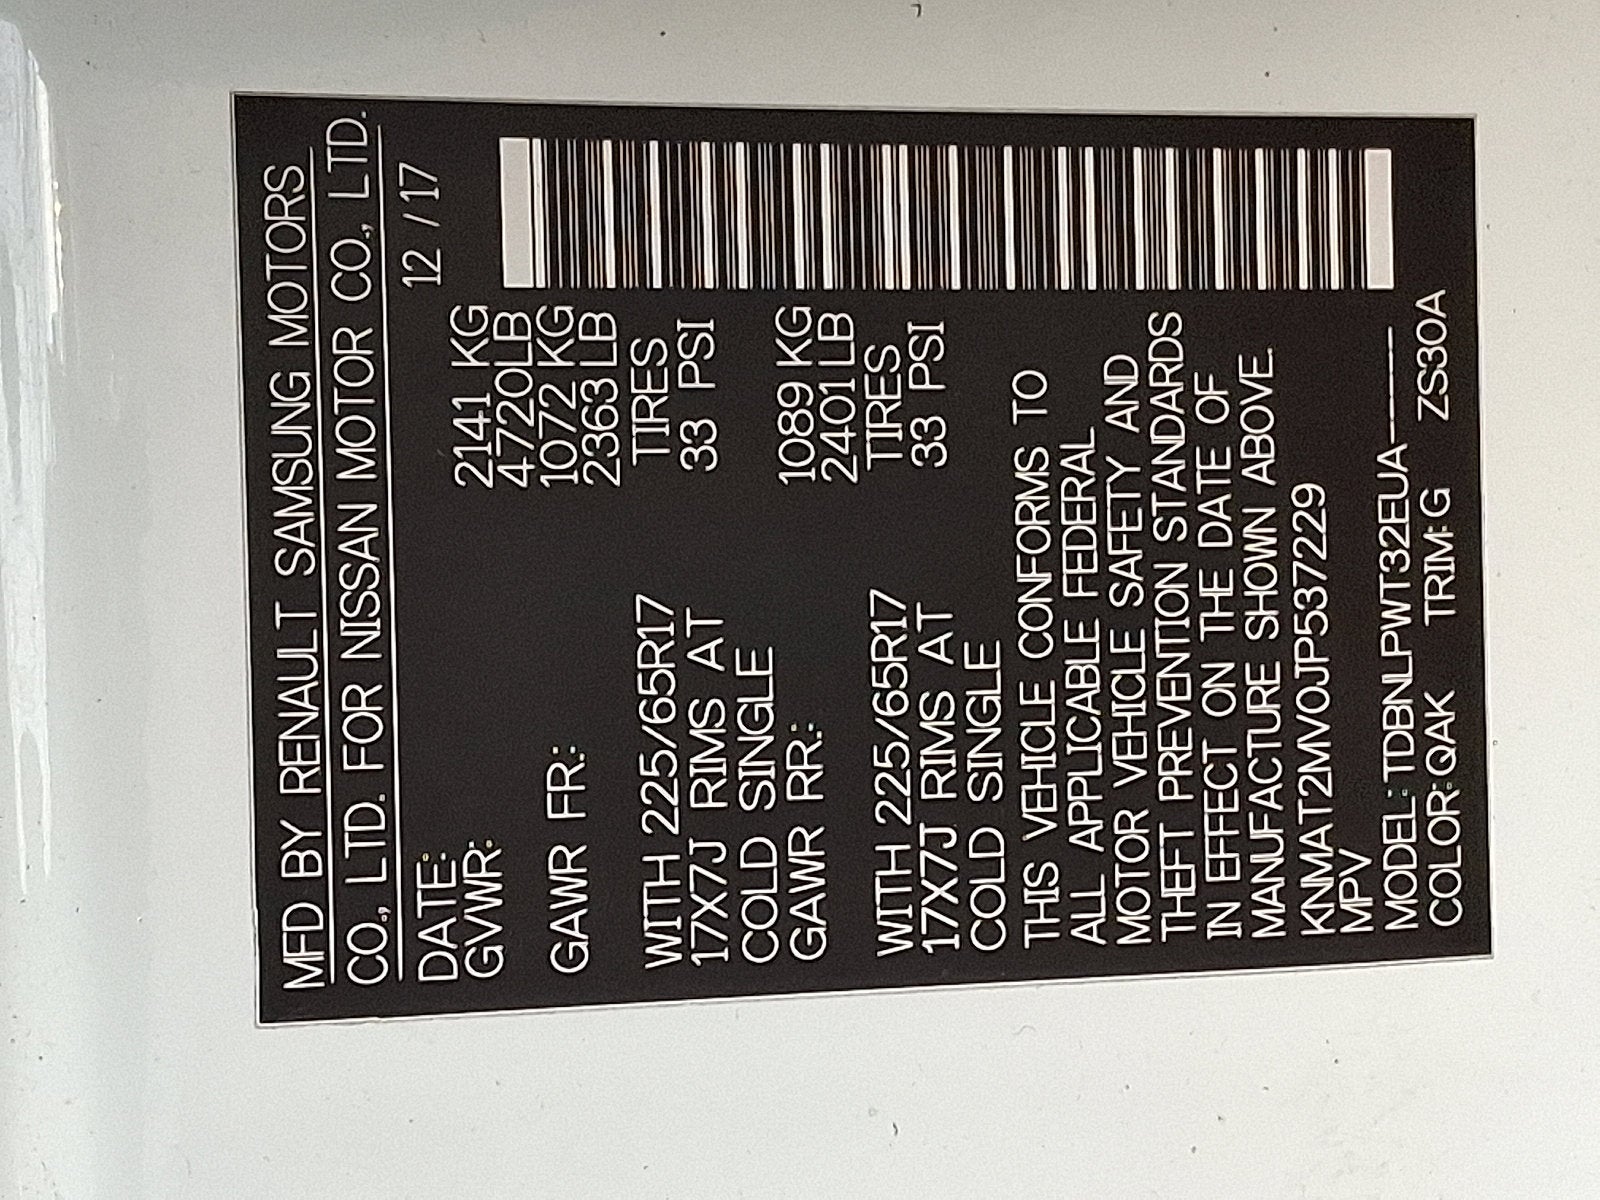 MFD BY RENAULT SAMSUNG MOTORS
CO., LTD. FOR NISSAN MOTOR CO., LTD.
DATE: 12 / 17
GVWR: 2141 KG
4720LB
GAWR FR: 1072 KG
2363LB
WITH 225/65R17 TIRES
17X7J RIMS AT 33 PSI
COLD SINGLE
GAWR RR: 1089 KG
2401LB
WITH 225/65R17 TIRES
17X7J RIMS AT 33 PSI
COLD SINGLE
THIS VEHICLE CONFORMS TO
ALL APPLICABLE FEDERAL
MOTOR VEHICLE SAFETY AND
THEFT PREVENTION STANDARDS
IN EFFECT ON THE DATE OF
MANUFACTURE SHOWN ABOVE.
KNMAT2MV0JP537229
MPV
MODEL: TDBNLPWT32EUA-----
COLOR: QAK TRIM: G ZS30A